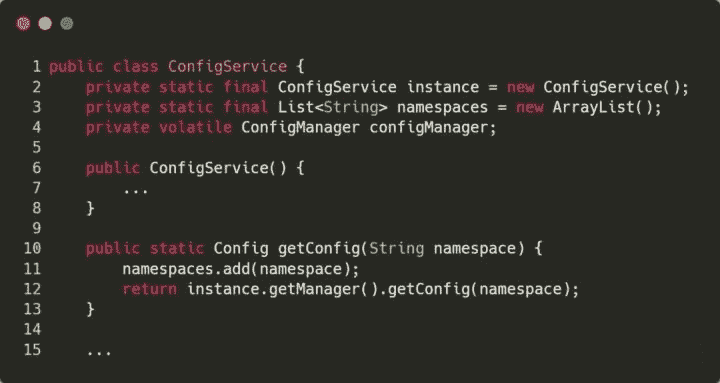 1 public class ConfigService {
2 private static final ConfigService instance = new ConfigService();
3 private static final List<String> namespaces = new ArrayList();
4 private volatile ConfigManager configManager;
5
6 public ConfigService() {
7 ...
8 }
9
10 public static Config getConfig(String namespace) {
11 namespaces.add(namespace);
12 return instance.getManager().getConfig(namespace);
13 }
14
15 ...